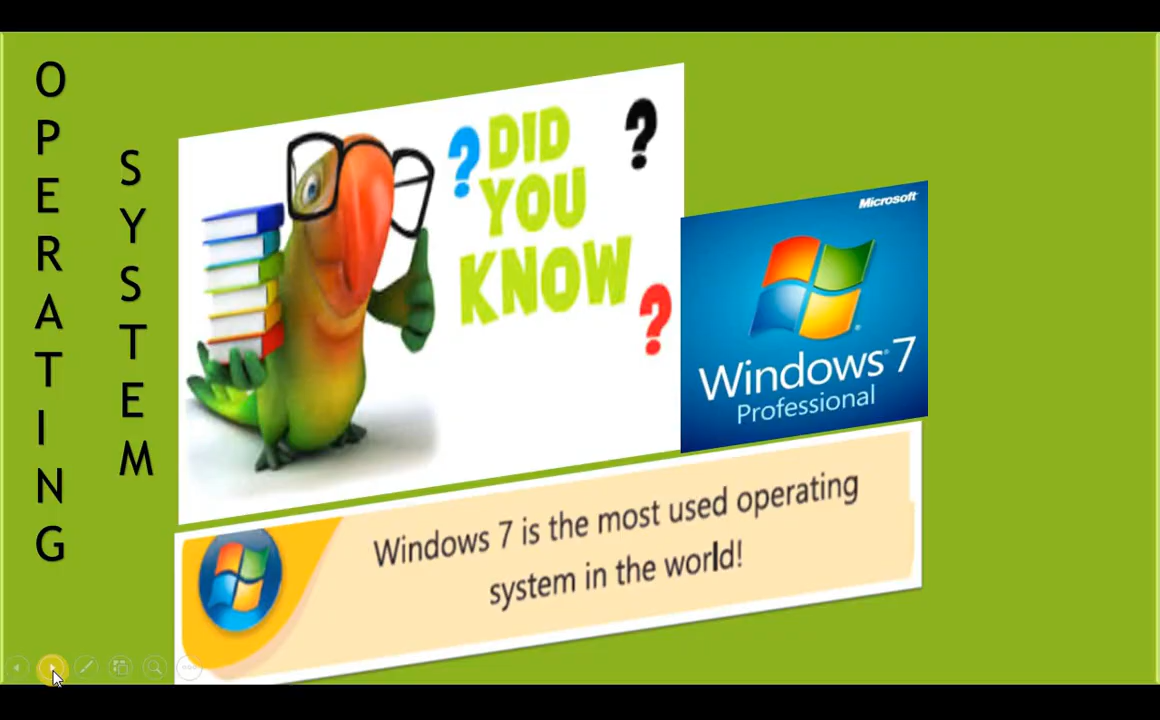 OPERATING
SYSTEM
? DID ?
YOU
KNOW ?
Microsoft
Windows® 7
Professional
Windows 7 is the most used operating
system in the world!